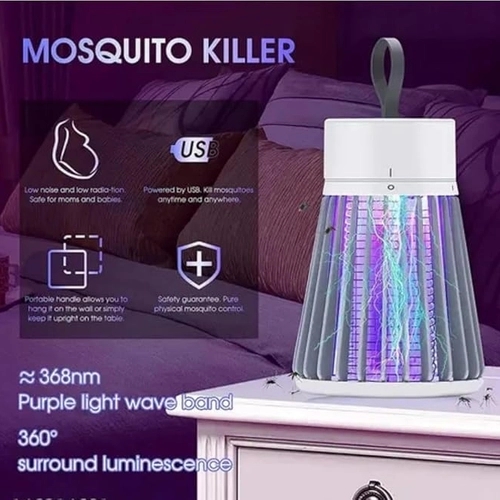 MOSQUITO KILLER
Low noise and low radia-tion.
Safe for moms and babies.
USB
Powered by USB. Kill mosquitoes
anytime and anywhere.
Portable handle allows you to
hang it on the wall or simply
keep it upright on the table.
Safety guarantee. Pure
physical mosquito control.
≈ 368nm
Purple light wave band
360°
surround luminescence